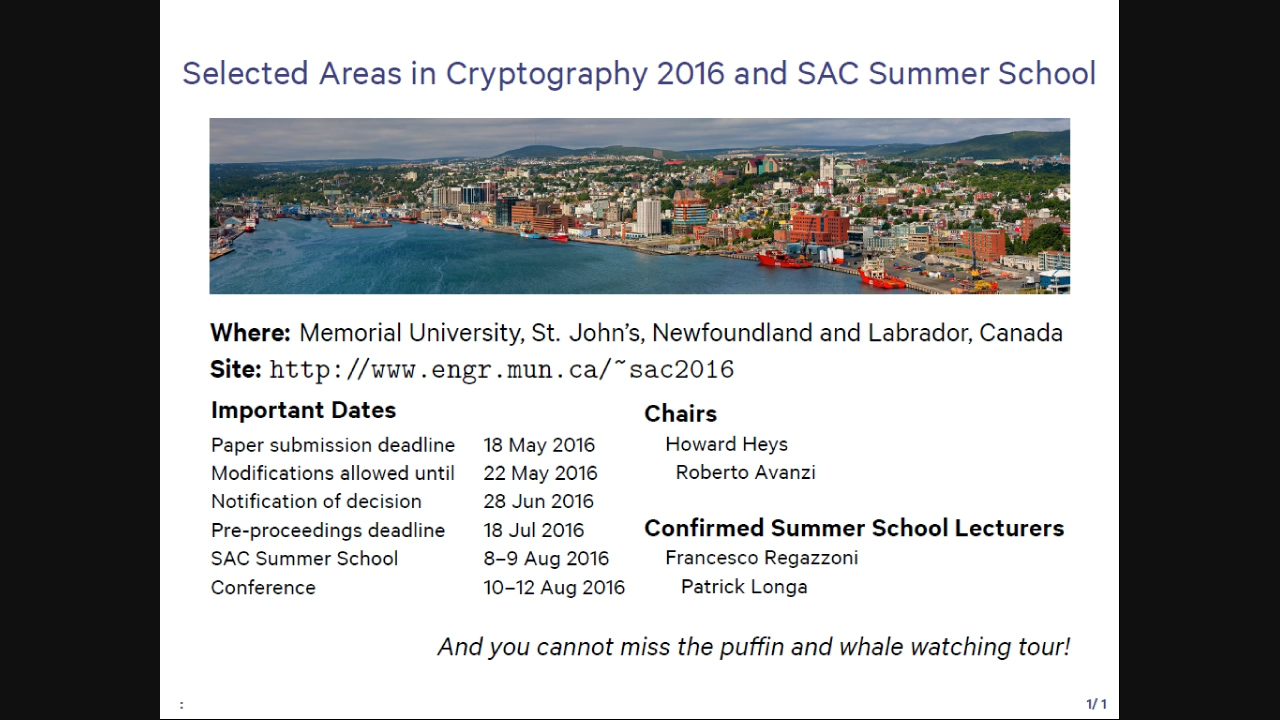 Selected Areas in Cryptography 2016 and SAC Summer School
Where: Memorial University, St. John's, Newfoundland and Labrador, Canada
Site: http://www.engr.mun.ca/~sac2016
Important Dates
Paper submission deadline 18 May 2016
Modifications allowed until 22 May 2016
Notification of decision 28 Jun 2016
Pre-proceedings deadline 18 Jul 2016
SAC Summer School 8–9 Aug 2016
Conference 10–12 Aug 2016
Chairs
Howard Heys
Roberto Avanzi
Confirmed Summer School Lecturers
Francesco Regazzoni
Patrick Longa
And you cannot miss the puffin and whale watching tour!
:
1/1